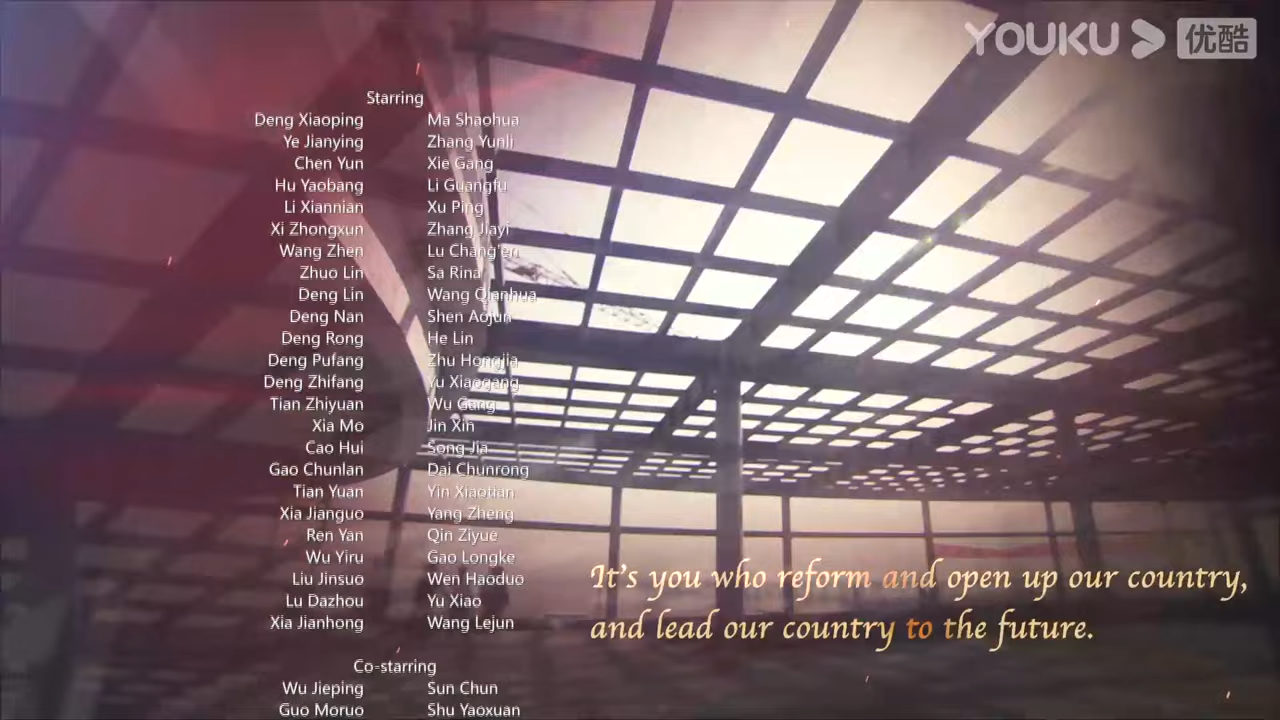 YOUKU 优酷
Starring
Deng Xiaoping Ma Shaohua
Ye Jianying Zhang Yunli
Chen Yun Xie Gang
Hu Yaobang Li Guangfu
Li Xiannian Xu Ping
Xi Zhongxun Zhang Jiayi
Wang Zhen Lu Chang'en
Zhuo Lin Sa Rina
Deng Lin Wang Qianhua
Deng Nan Shen Aojun
Deng Rong He Lin
Deng Pufang Zhu Hongjia
Deng Zhifang Yu Xiaogang
Tian Zhiyuan Wu Gang
Xia Mo Jin Xin
Cao Hui Song Jia
Gao Chunlan Dai Chunrong
Tian Yuan Yin Xiaotian
Xia Jianguo Yang Zheng
Ren Yan Qin Ziyue
Wu Yiru Gao Longke
Liu Jinsuo Wen Haoduo
Lu Dazhou Yu Xiao
Xia Jianhong Wang Lejun
Co-starring
Wu Jieping Sun Chun
Guo Moruo Shu Yaoxuan
It's you who reform and open up our country,
and lead our country to the future.